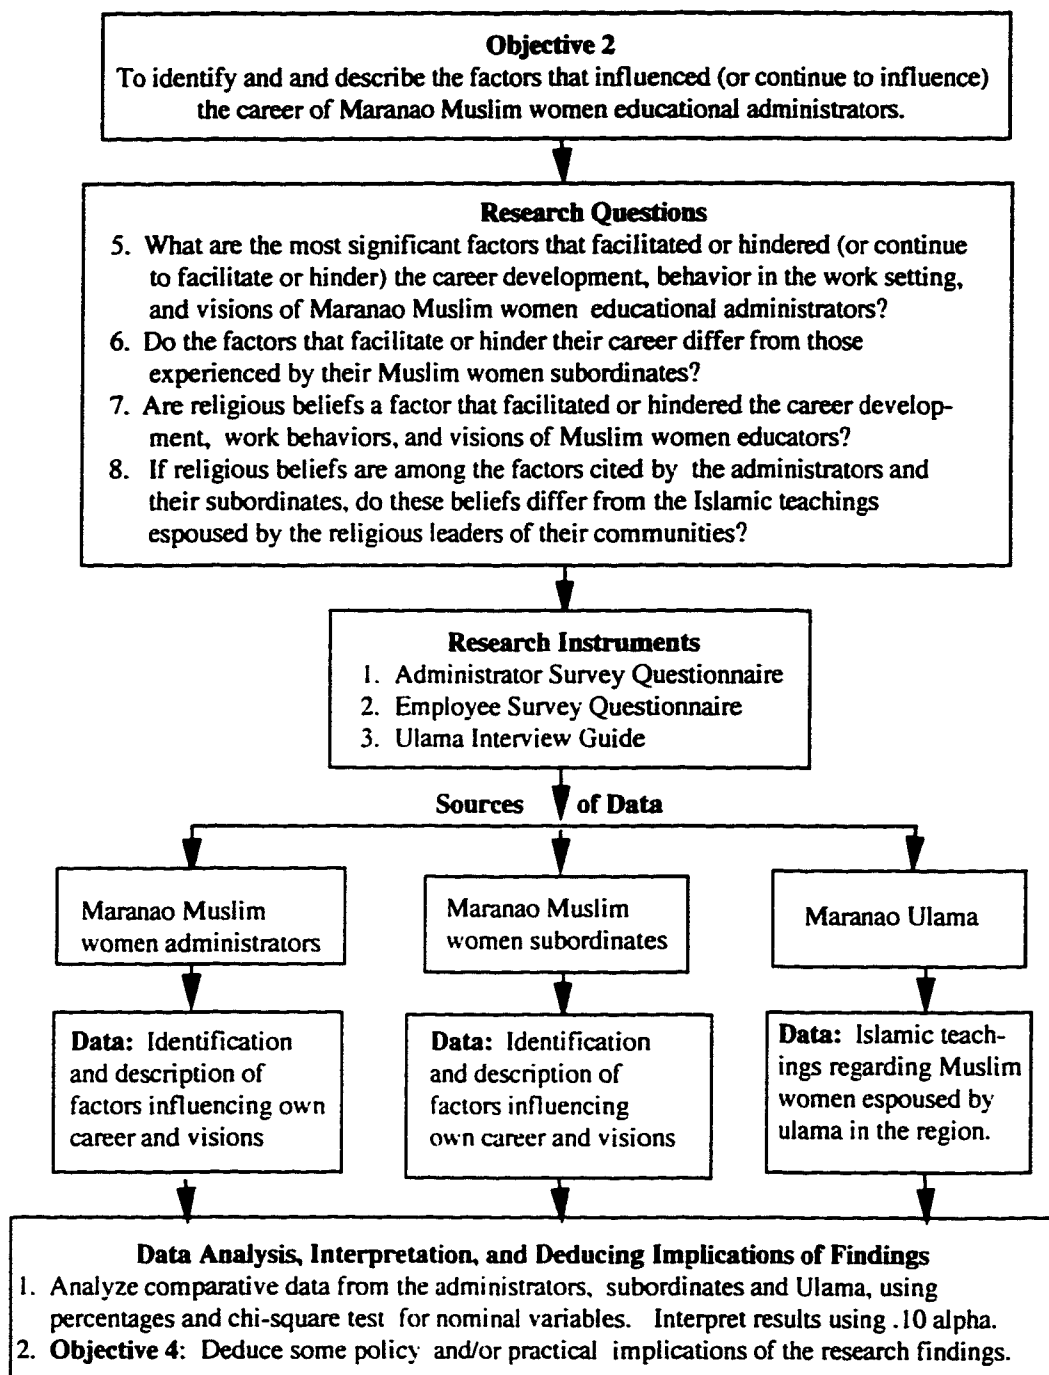 Objective 2
To identify and and describe the factors that influenced (or continue to influence)
the career of Maranao Muslim women educational administrators.
Research Questions
5. What are the most significant factors that facilitated or hindered (or continue
to facilitate or hinder) the career development, behavior in the work setting,
and visions of Maranao Muslim women educational administrators?
6. Do the factors that facilitate or hinder their career differ from those
experienced by their Muslim women subordinates?
7. Are religious beliefs a factor that facilitated or hindered the career develop-
ment, work behaviors, and visions of Muslim women educators?
8. If religious beliefs are among the factors cited by the administrators and
their subordinates, do these beliefs differ from the Islamic teachings
espoused by the religious leaders of their communities?
Research Instruments
1. Administrator Survey Questionnaire
2. Employee Survey Questionnaire
3. Ulama Interview Guide
Sources of Data
Maranao Muslim
women administrators
Maranao Muslim
women subordinates
Maranao Ulama
Data: Identification
and description of
factors influencing own
career and visions
Data: Identification
and description of
factors influencing
own career and visions
Data: Islamic teach-
ings regarding Muslim
women espoused by
ulama in the region.
Data Analysis, Interpretation, and Deducing Implications of Findings
1. Analyze comparative data from the administrators, subordinates and Ulama, using
percentages and chi-square test for nominal variables. Interpret results using .10 alpha.
2. Objective 4: Deduce some policy and/or practical implications of the research findings.